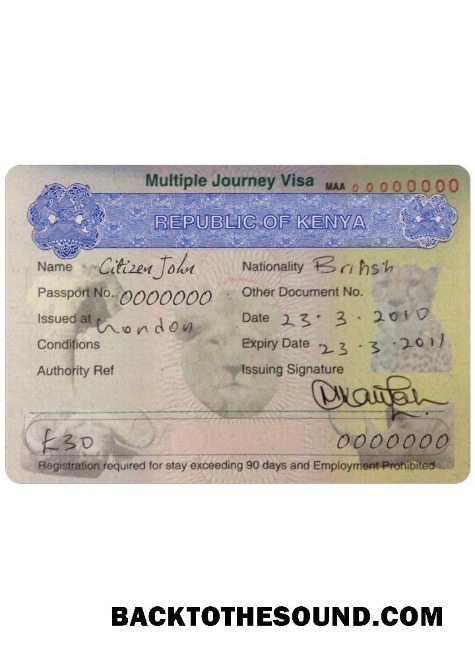 Multiple Journey Visa MAA 00000000
REPUBLIC OF KENYA
Name Citizen John Nationality British
Passport No. 0000000 Other Document No.
Issued at London Date 23.3.2010
Conditions Expiry Date 23.3.2011
Authority Ref Issuing Signature
£30 0000000
Registration required for stay exceeding 90 days and Employment Prohibited
BACKTOTHESOUND.COM